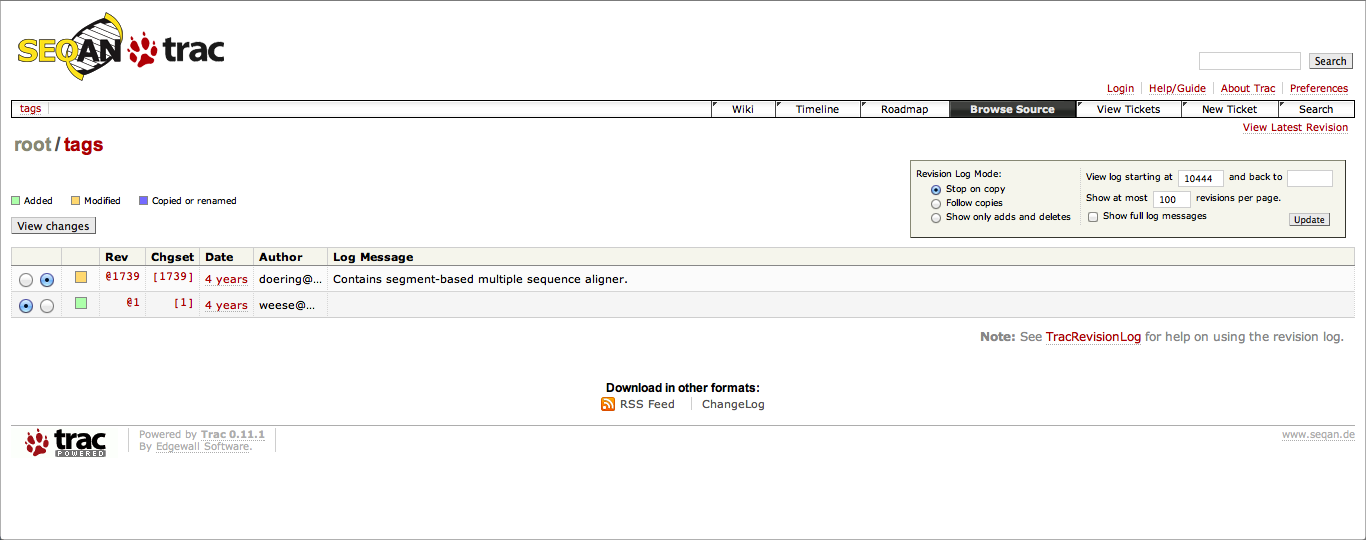 SEQAN trac
Search
Login Help/Guide About Trac Preferences
tags Wiki Timeline Roadmap Browse Source View Tickets New Ticket Search
View Latest Revision
root/tags
Revision Log Mode:
Stop on copy
Follow copies
Show only adds and deletes
View log starting at 10444 and back to
Show at most 100 revisions per page.
Show full log messages
Update
Added Modified Copied or renamed
View changes
Rev Chgset Date Author Log Message
@1739 [1739] 4 years doering@... Contains segment-based multiple sequence aligner.
@1 [1] 4 years weese@...
Note: See TracRevisionLog for help on using the revision log.
Download in other formats:
RSS Feed ChangeLog
trac POWERED
Powered by Trac 0.11.1
By Edgewall Software.
www.seqan.de